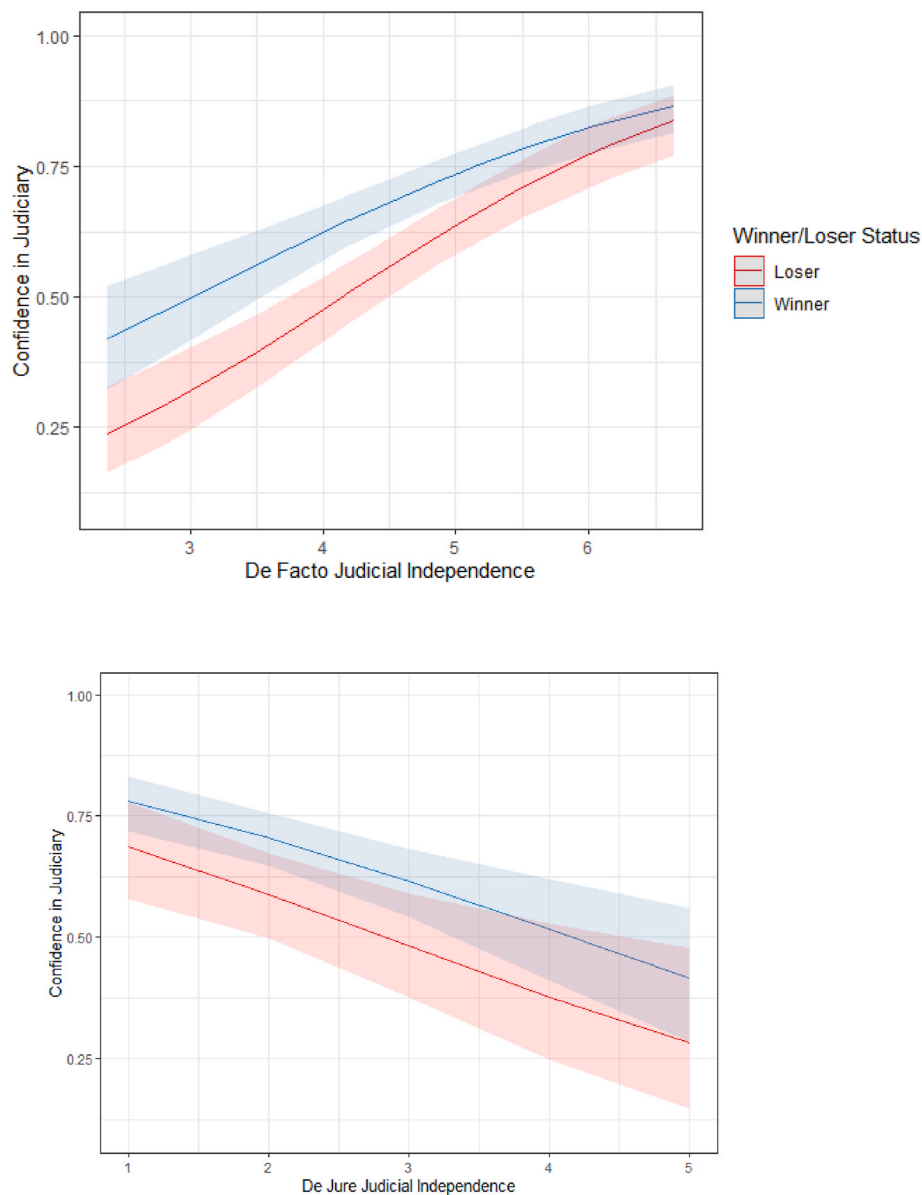 1.00
0.75
0.50
0.25
Confidence in Judiciary
3 4 5 6
De Facto Judicial Independence
Winner/Loser Status
Loser
Winner
1.00
0.75
0.50
0.25
Confidence in Judiciary
1 2 3 4 5
De Jure Judicial Independence